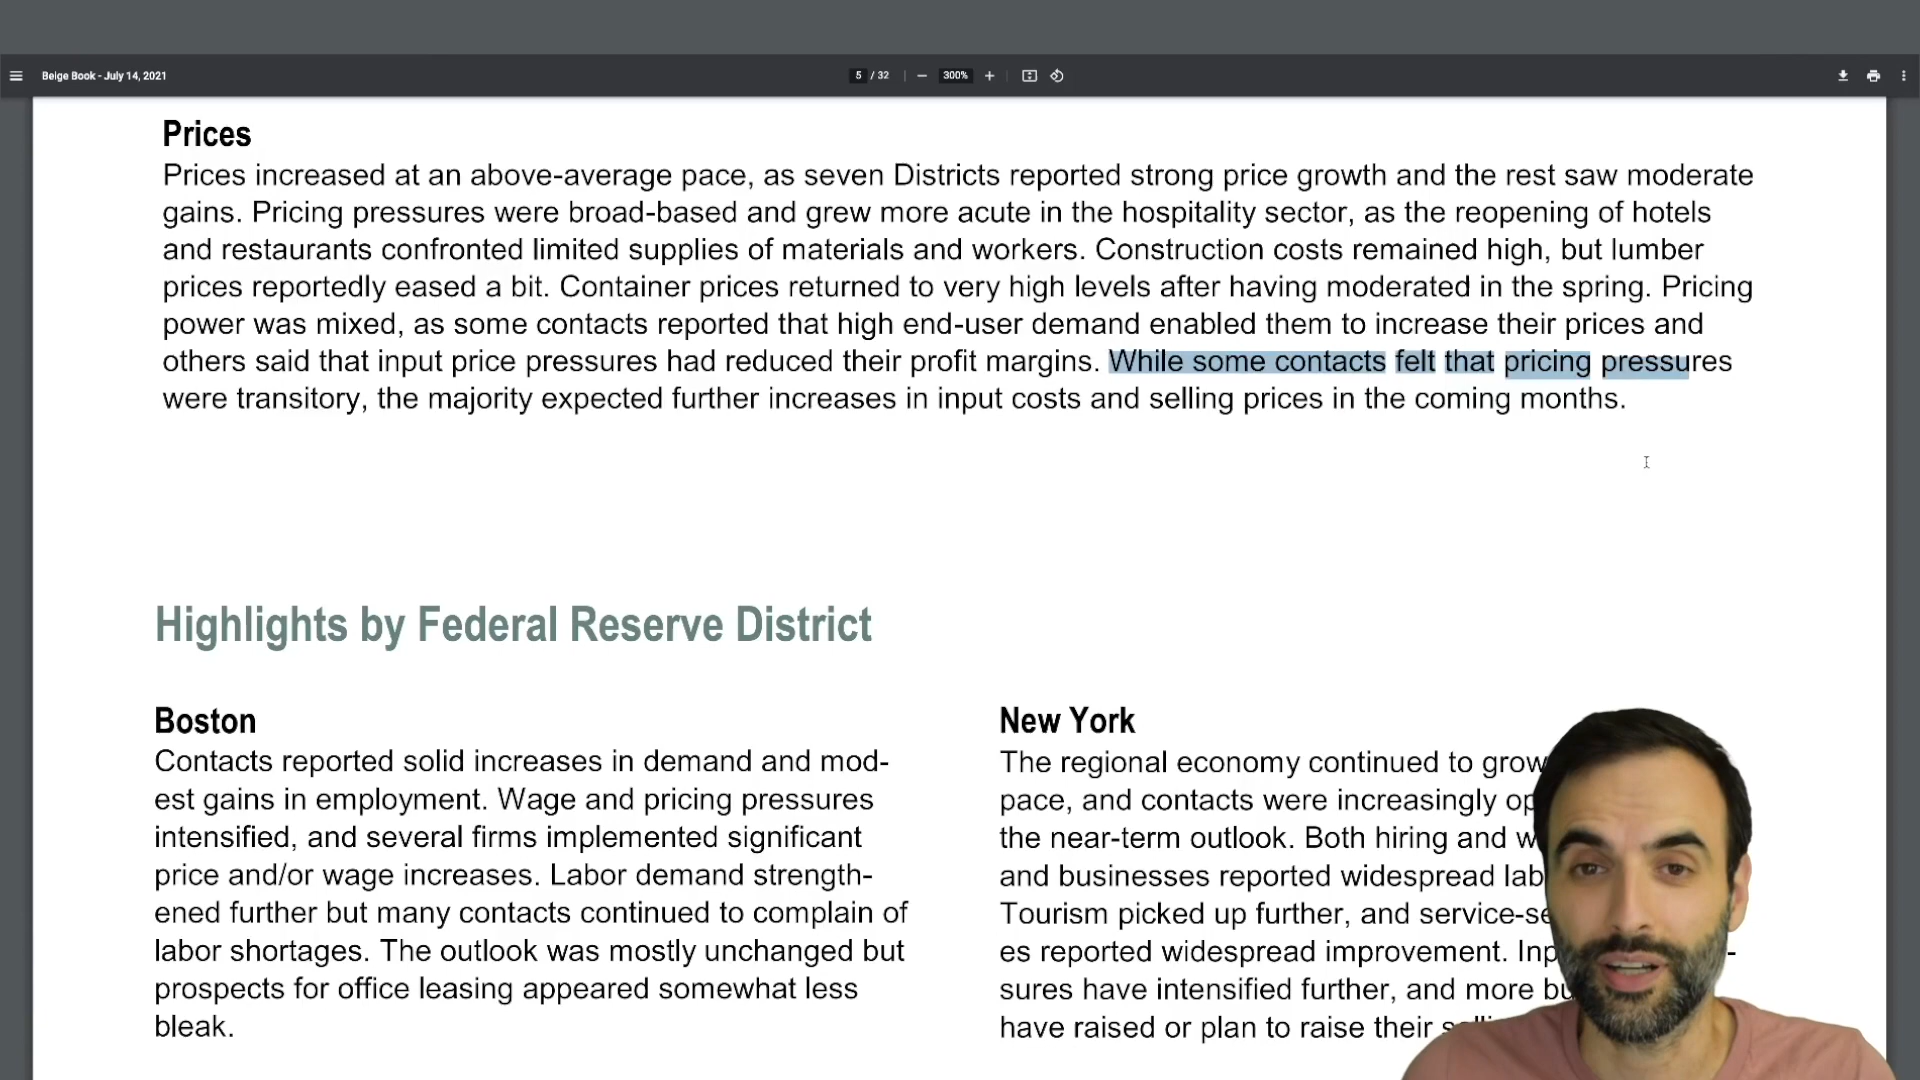 Beige Book - July 14, 2021
5 / 32
300%
Prices
Prices increased at an above-average pace, as seven Districts reported strong price growth and the rest saw moderate
gains. Pricing pressures were broad-based and grew more acute in the hospitality sector, as the reopening of hotels
and restaurants confronted limited supplies of materials and workers. Construction costs remained high, but lumber
prices reportedly eased a bit. Container prices returned to very high levels after having moderated in the spring. Pricing
power was mixed, as some contacts reported that high end-user demand enabled them to increase their prices and
others said that input price pressures had reduced their profit margins. While some contacts felt that pricing pressures
were transitory, the majority expected further increases in input costs and selling prices in the coming months.
Highlights by Federal Reserve District
Boston
Contacts reported solid increases in demand and mod-
est gains in employment. Wage and pricing pressures
intensified, and several firms implemented significant
price and/or wage increases. Labor demand strength-
ened further but many contacts continued to complain of
labor shortages. The outlook was mostly unchanged but
prospects for office leasing appeared somewhat less
bleak.
New York
The regional economy continued to grow
pace, and contacts were increasingly
the near-term outlook. Both hiring and
and businesses reported widespread
Tourism picked up further, and
es reported widespread improvement.
sures have intensified further, and more
have raised or plan to raise their